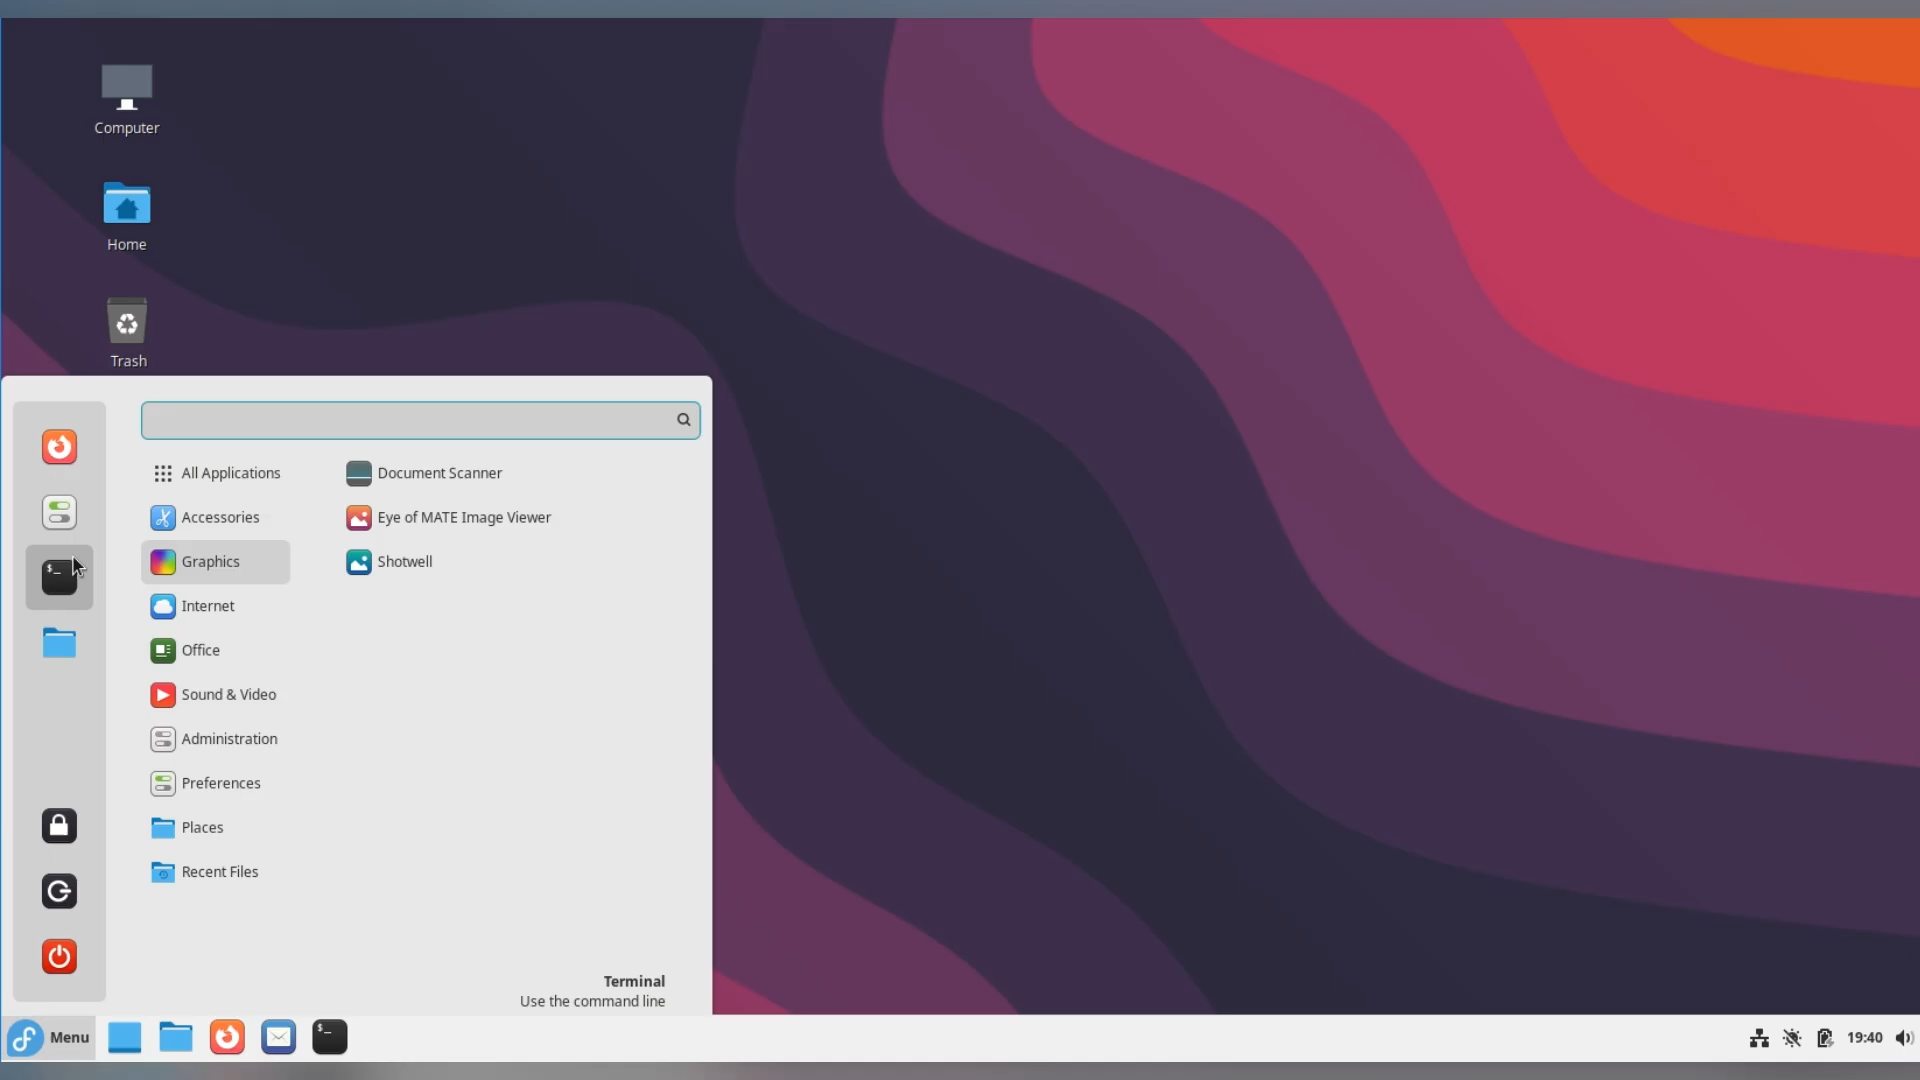 Computer
Home
Trash
All Applications
Accessories
Graphics
Internet
Office
Sound & Video
Administration
Preferences
Places
Recent Files
Document Scanner
Eye of MATE Image Viewer
Shotwell
$_
Terminal
Use the command line
Menu
$_
19:40